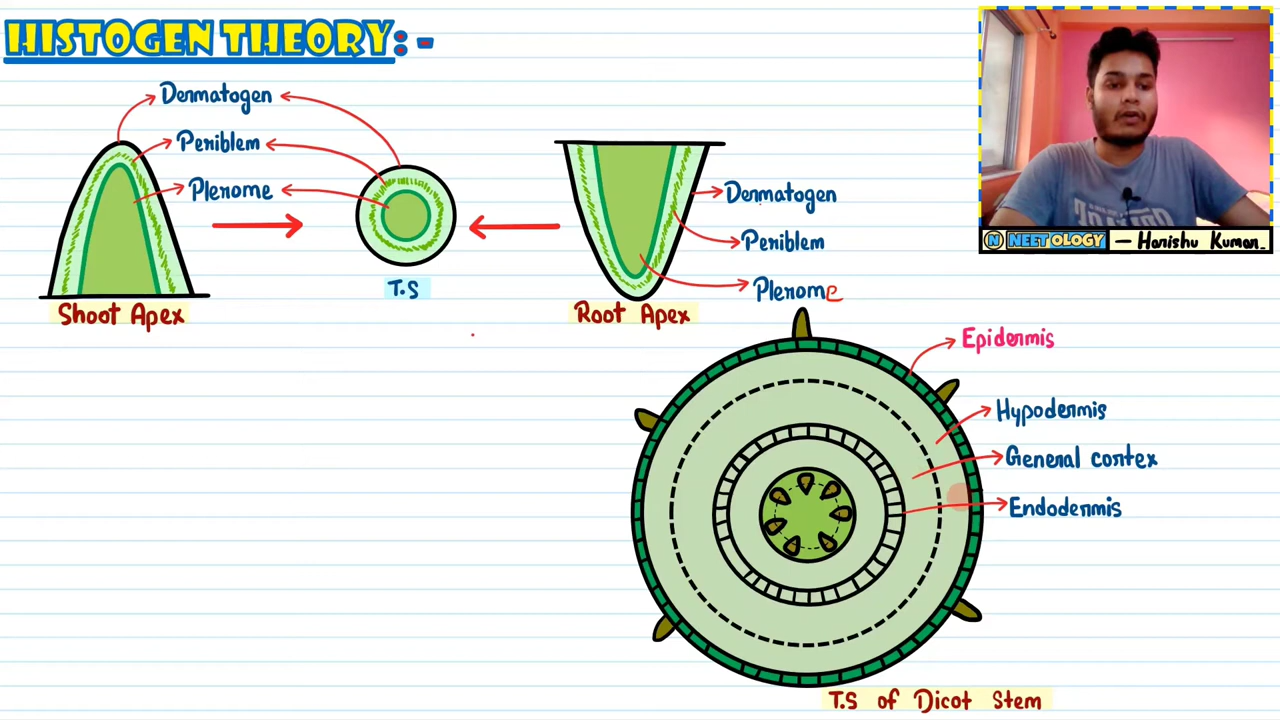 HISTOGEN THEORY:-
Dermatogen
Periblem
Plerome
Shoot Apex
T.S
Root Apex
Dermatogen
Periblem
Plerome
N NEETOLOGY - Hanishu Kumar
Epidermis
Hypodermis
General cortex
Endodermis
T.S of Dicot Stem